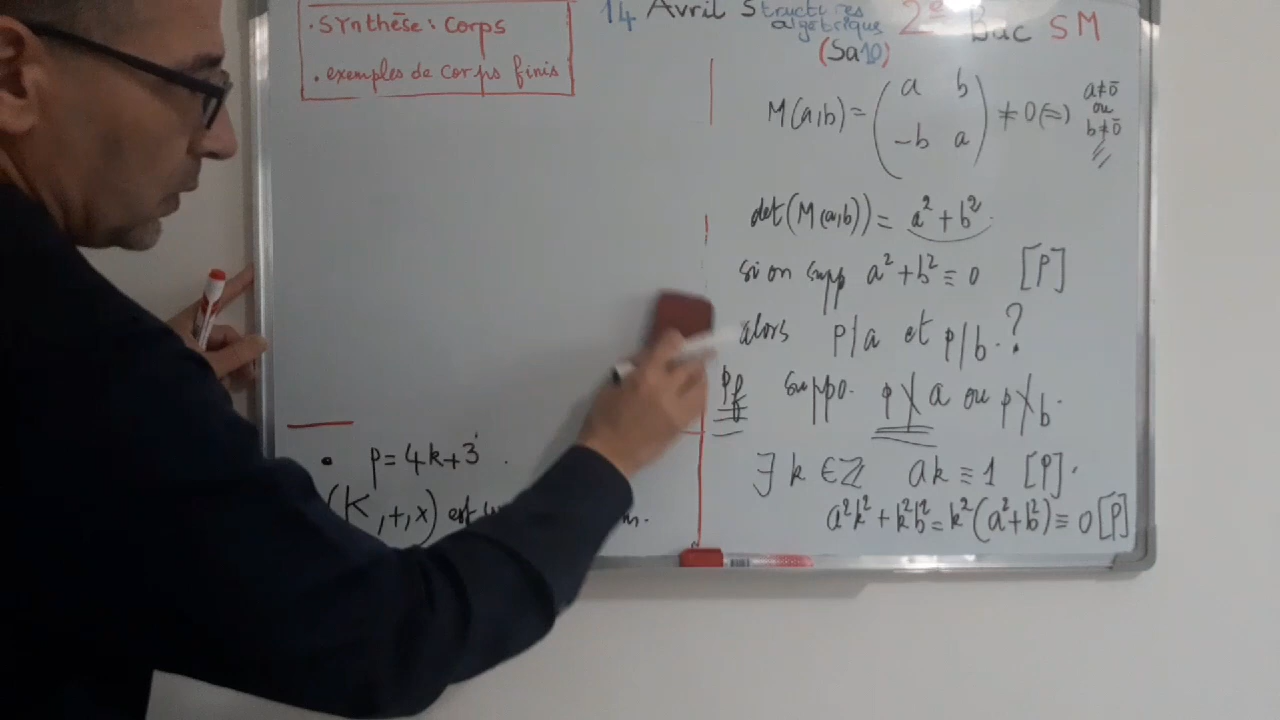 • synthèse : corps
• exemples de corps finis
14 Avril Structures algébrique 2e Bac SM
(Sa10)
M(a,b) = ( a b ; -b a ) ≠ 0 ⇔ a≠0̄ ou b≠0̄
det(M(a,b)) = a² + b²
si on supp a² + b² ≡ 0 [P]
alors P/a et P/b . ?
Pf suppo. p∤a ou p∤b.
∃ k ∈ ℤ ak ≡ 1 [P].
a²k² + k²b² = k²(a²+b²) ≡ 0 [P]
• p = 4k+3 .
(K,+,×) est